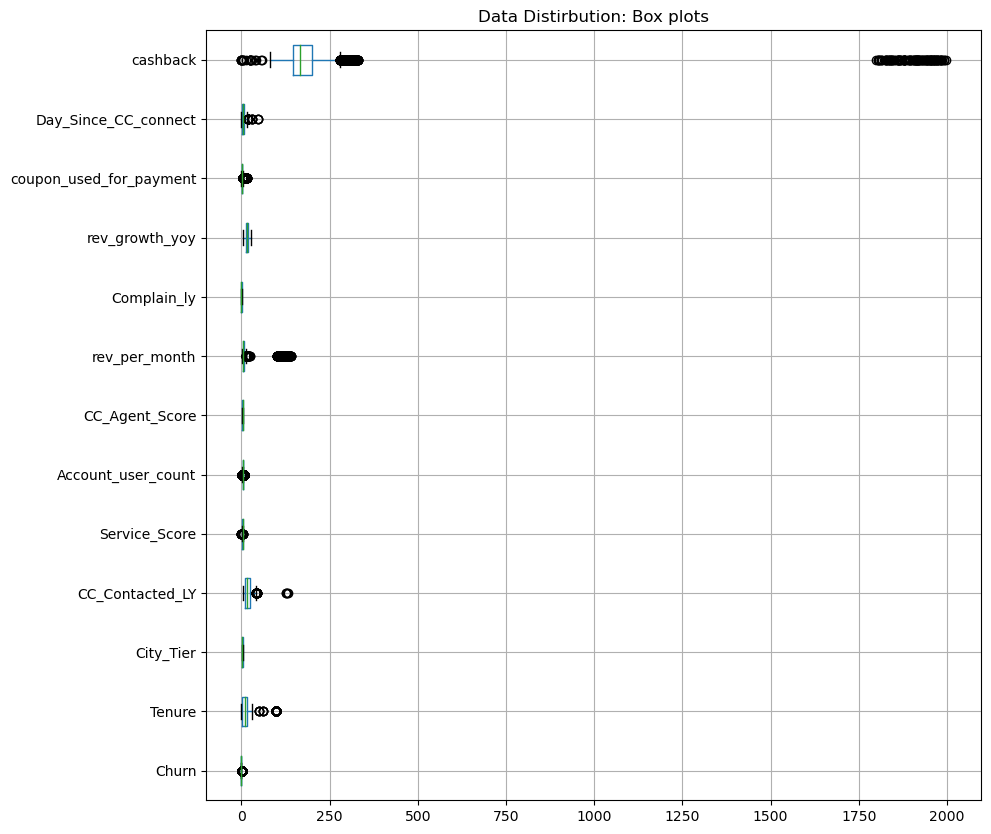 Data Distirbution: Box plots
cashback
Day_Since_CC_connect
coupon_used_for_payment
rev_growth_yoy
Complain_ly
rev_per_month
CC_Agent_Score
Account_user_count
Service_Score
CC_Contacted_LY
City_Tier
Tenure
Churn
0 250 500 750 1000 1250 1500 1750 2000